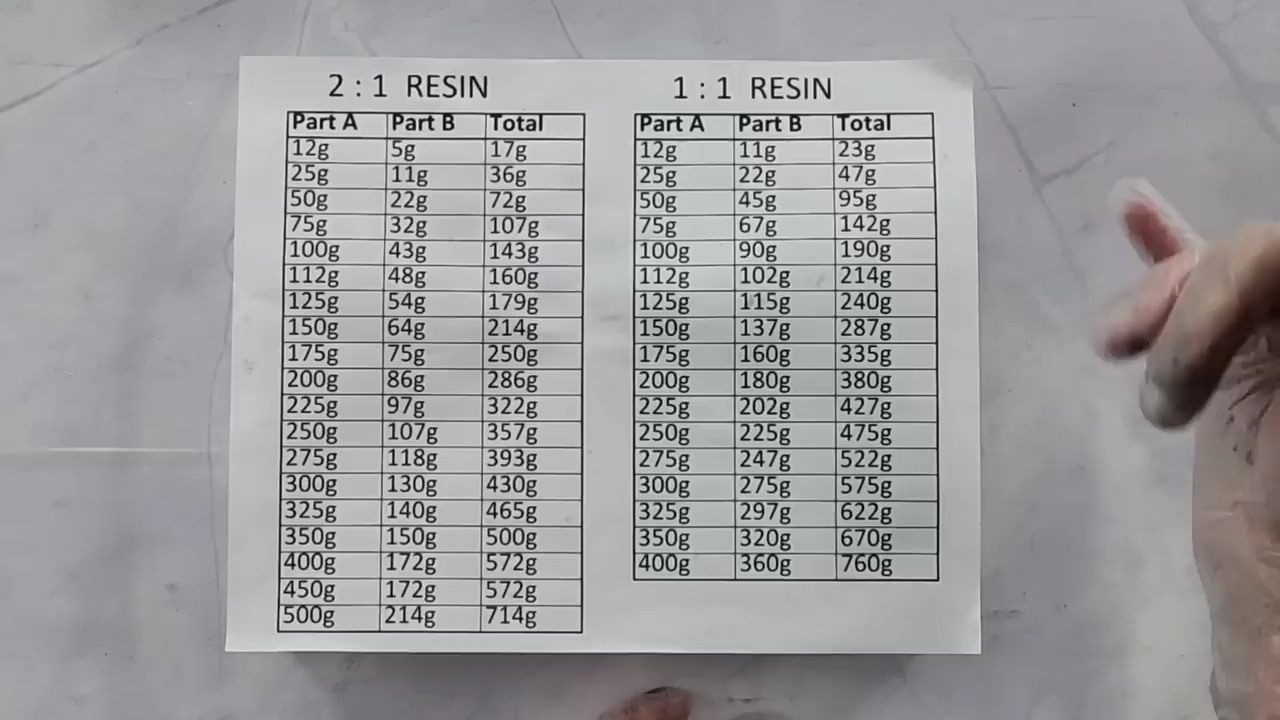 2 : 1 RESIN
Part A Part B Total
12g 5g 17g
25g 11g 36g
50g 22g 72g
75g 32g 107g
100g 43g 143g
112g 48g 160g
125g 54g 179g
150g 64g 214g
175g 75g 250g
200g 86g 286g
225g 97g 322g
250g 107g 357g
275g 118g 393g
300g 130g 430g
325g 140g 465g
350g 150g 500g
400g 172g 572g
450g 172g 572g
500g 214g 714g
1 : 1 RESIN
Part A Part B Total
12g 11g 23g
25g 22g 47g
50g 45g 95g
75g 67g 142g
100g 90g 190g
112g 102g 214g
125g 115g 240g
150g 137g 287g
175g 160g 335g
200g 180g 380g
225g 202g 427g
250g 225g 475g
275g 247g 522g
300g 275g 575g
325g 297g 622g
350g 320g 670g
400g 360g 760g